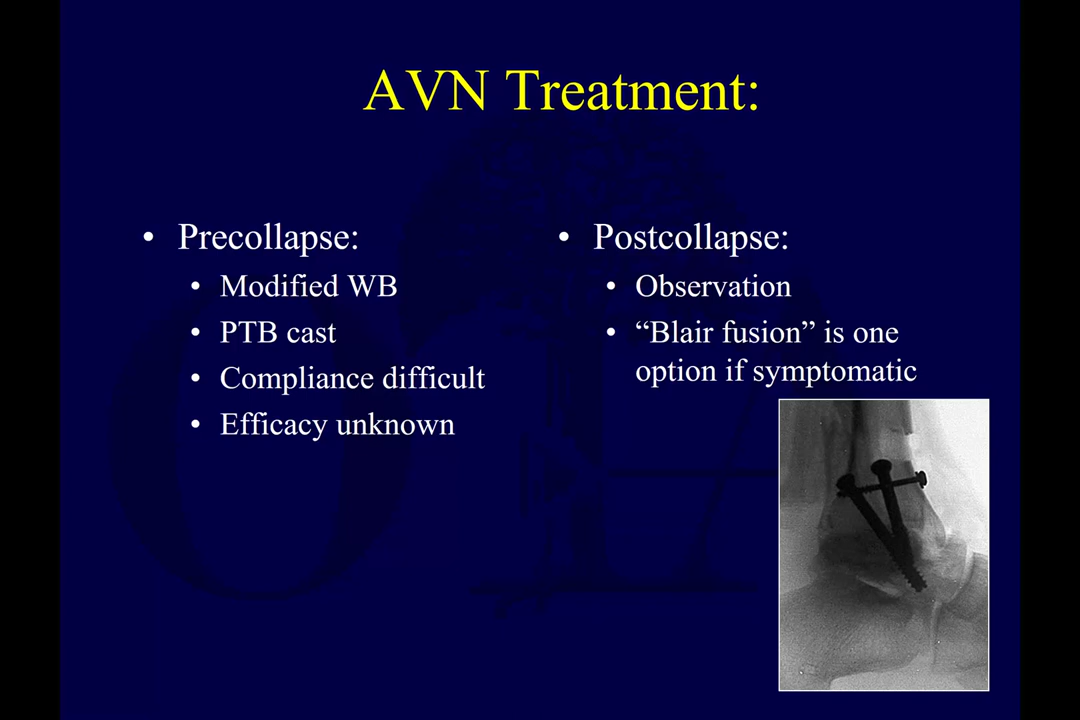 AVN Treatment:
• Precollapse:
• Modified WB
• PTB cast
• Compliance difficult
• Efficacy unknown
• Postcollapse:
• Observation
• “Blair fusion” is one
option if symptomatic